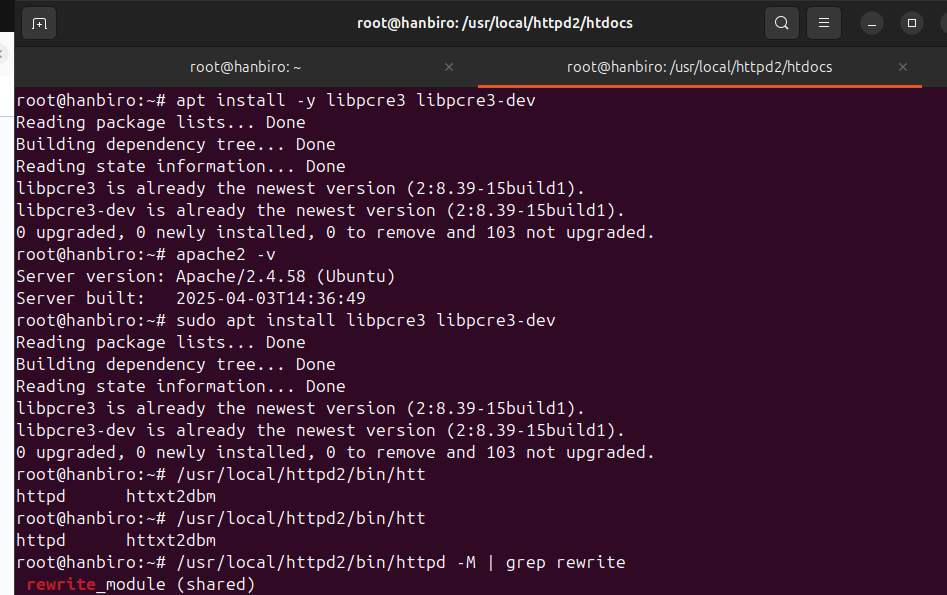 root@hanbiro: /usr/local/httpd2/htdocs
root@hanbiro: ~
root@hanbiro: /usr/local/httpd2/htdocs
root@hanbiro:~# apt install -y libpcre3 libpcre3-dev
Reading package lists... Done
Building dependency tree... Done
Reading state information... Done
libpcre3 is already the newest version (2:8.39-15build1).
libpcre3-dev is already the newest version (2:8.39-15build1).
0 upgraded, 0 newly installed, 0 to remove and 103 not upgraded.
root@hanbiro:~# apache2 -v
Server version: Apache/2.4.58 (Ubuntu)
Server built:   2025-04-03T14:36:49
root@hanbiro:~# sudo apt install libpcre3 libpcre3-dev
Reading package lists... Done
Building dependency tree... Done
Reading state information... Done
libpcre3 is already the newest version (2:8.39-15build1).
libpcre3-dev is already the newest version (2:8.39-15build1).
0 upgraded, 0 newly installed, 0 to remove and 103 not upgraded.
root@hanbiro:~# /usr/local/httpd2/bin/htt
httpd      httxt2dbm
root@hanbiro:~# /usr/local/httpd2/bin/htt
httpd      httxt2dbm
root@hanbiro:~# /usr/local/httpd2/bin/httpd -M | grep rewrite
 rewrite_module (shared)